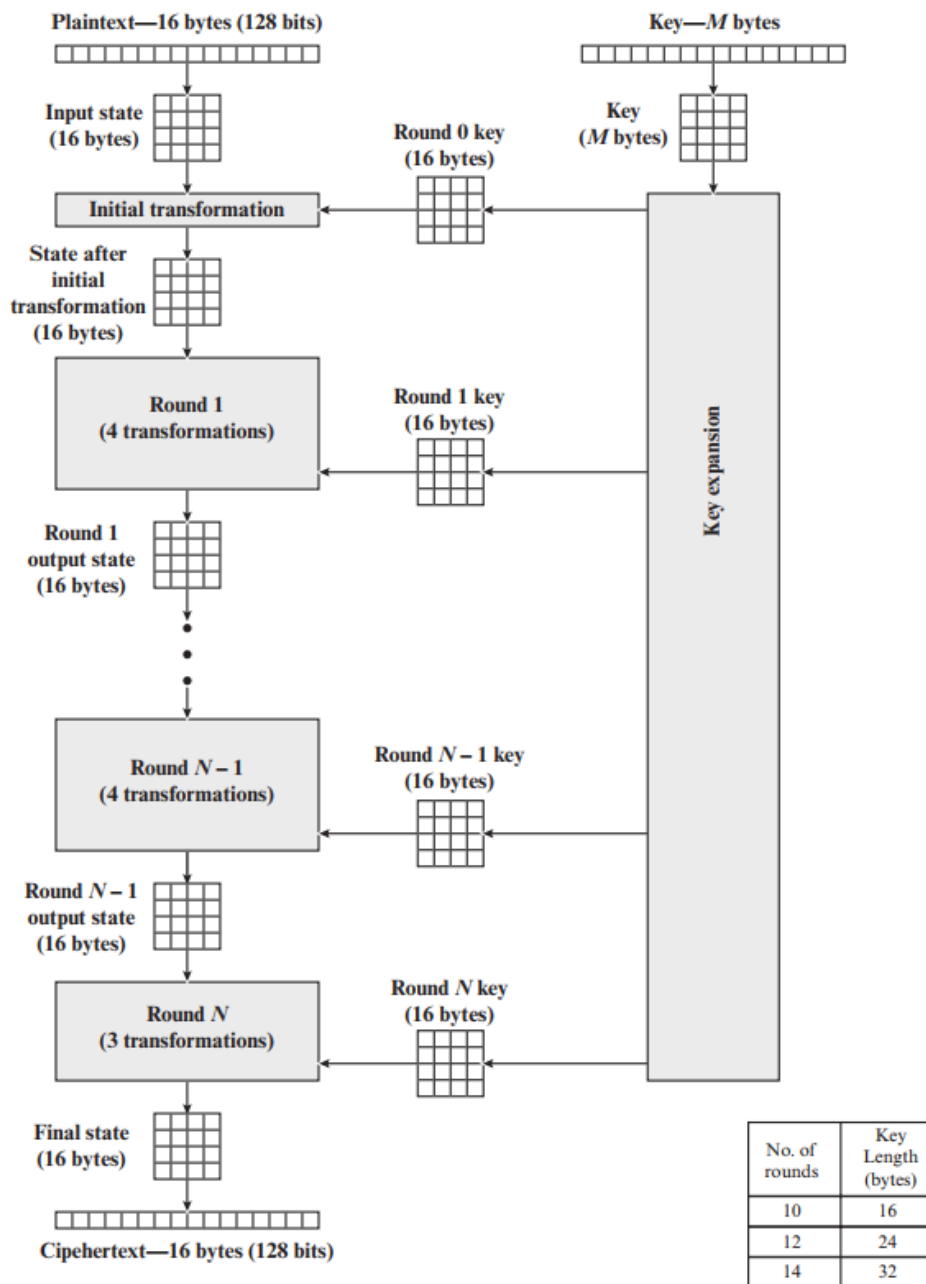 Plaintext—16 bytes (128 bits)
Key—M bytes
Input state
(16 bytes)
Key
(M bytes)
Round 0 key
(16 bytes)
Initial transformation
State after
initial
transformation
(16 bytes)
Round 1
(4 transformations)
Round 1 key
(16 bytes)
Key expansion
Round 1
output state
(16 bytes)
Round N – 1
(4 transformations)
Round N – 1 key
(16 bytes)
Round N – 1
output state
(16 bytes)
Round N
(3 transformations)
Round N key
(16 bytes)
Final state
(16 bytes)
Cipehertext—16 bytes (128 bits)
No. of
rounds
Key
Length
(bytes)
10 16
12 24
14 32